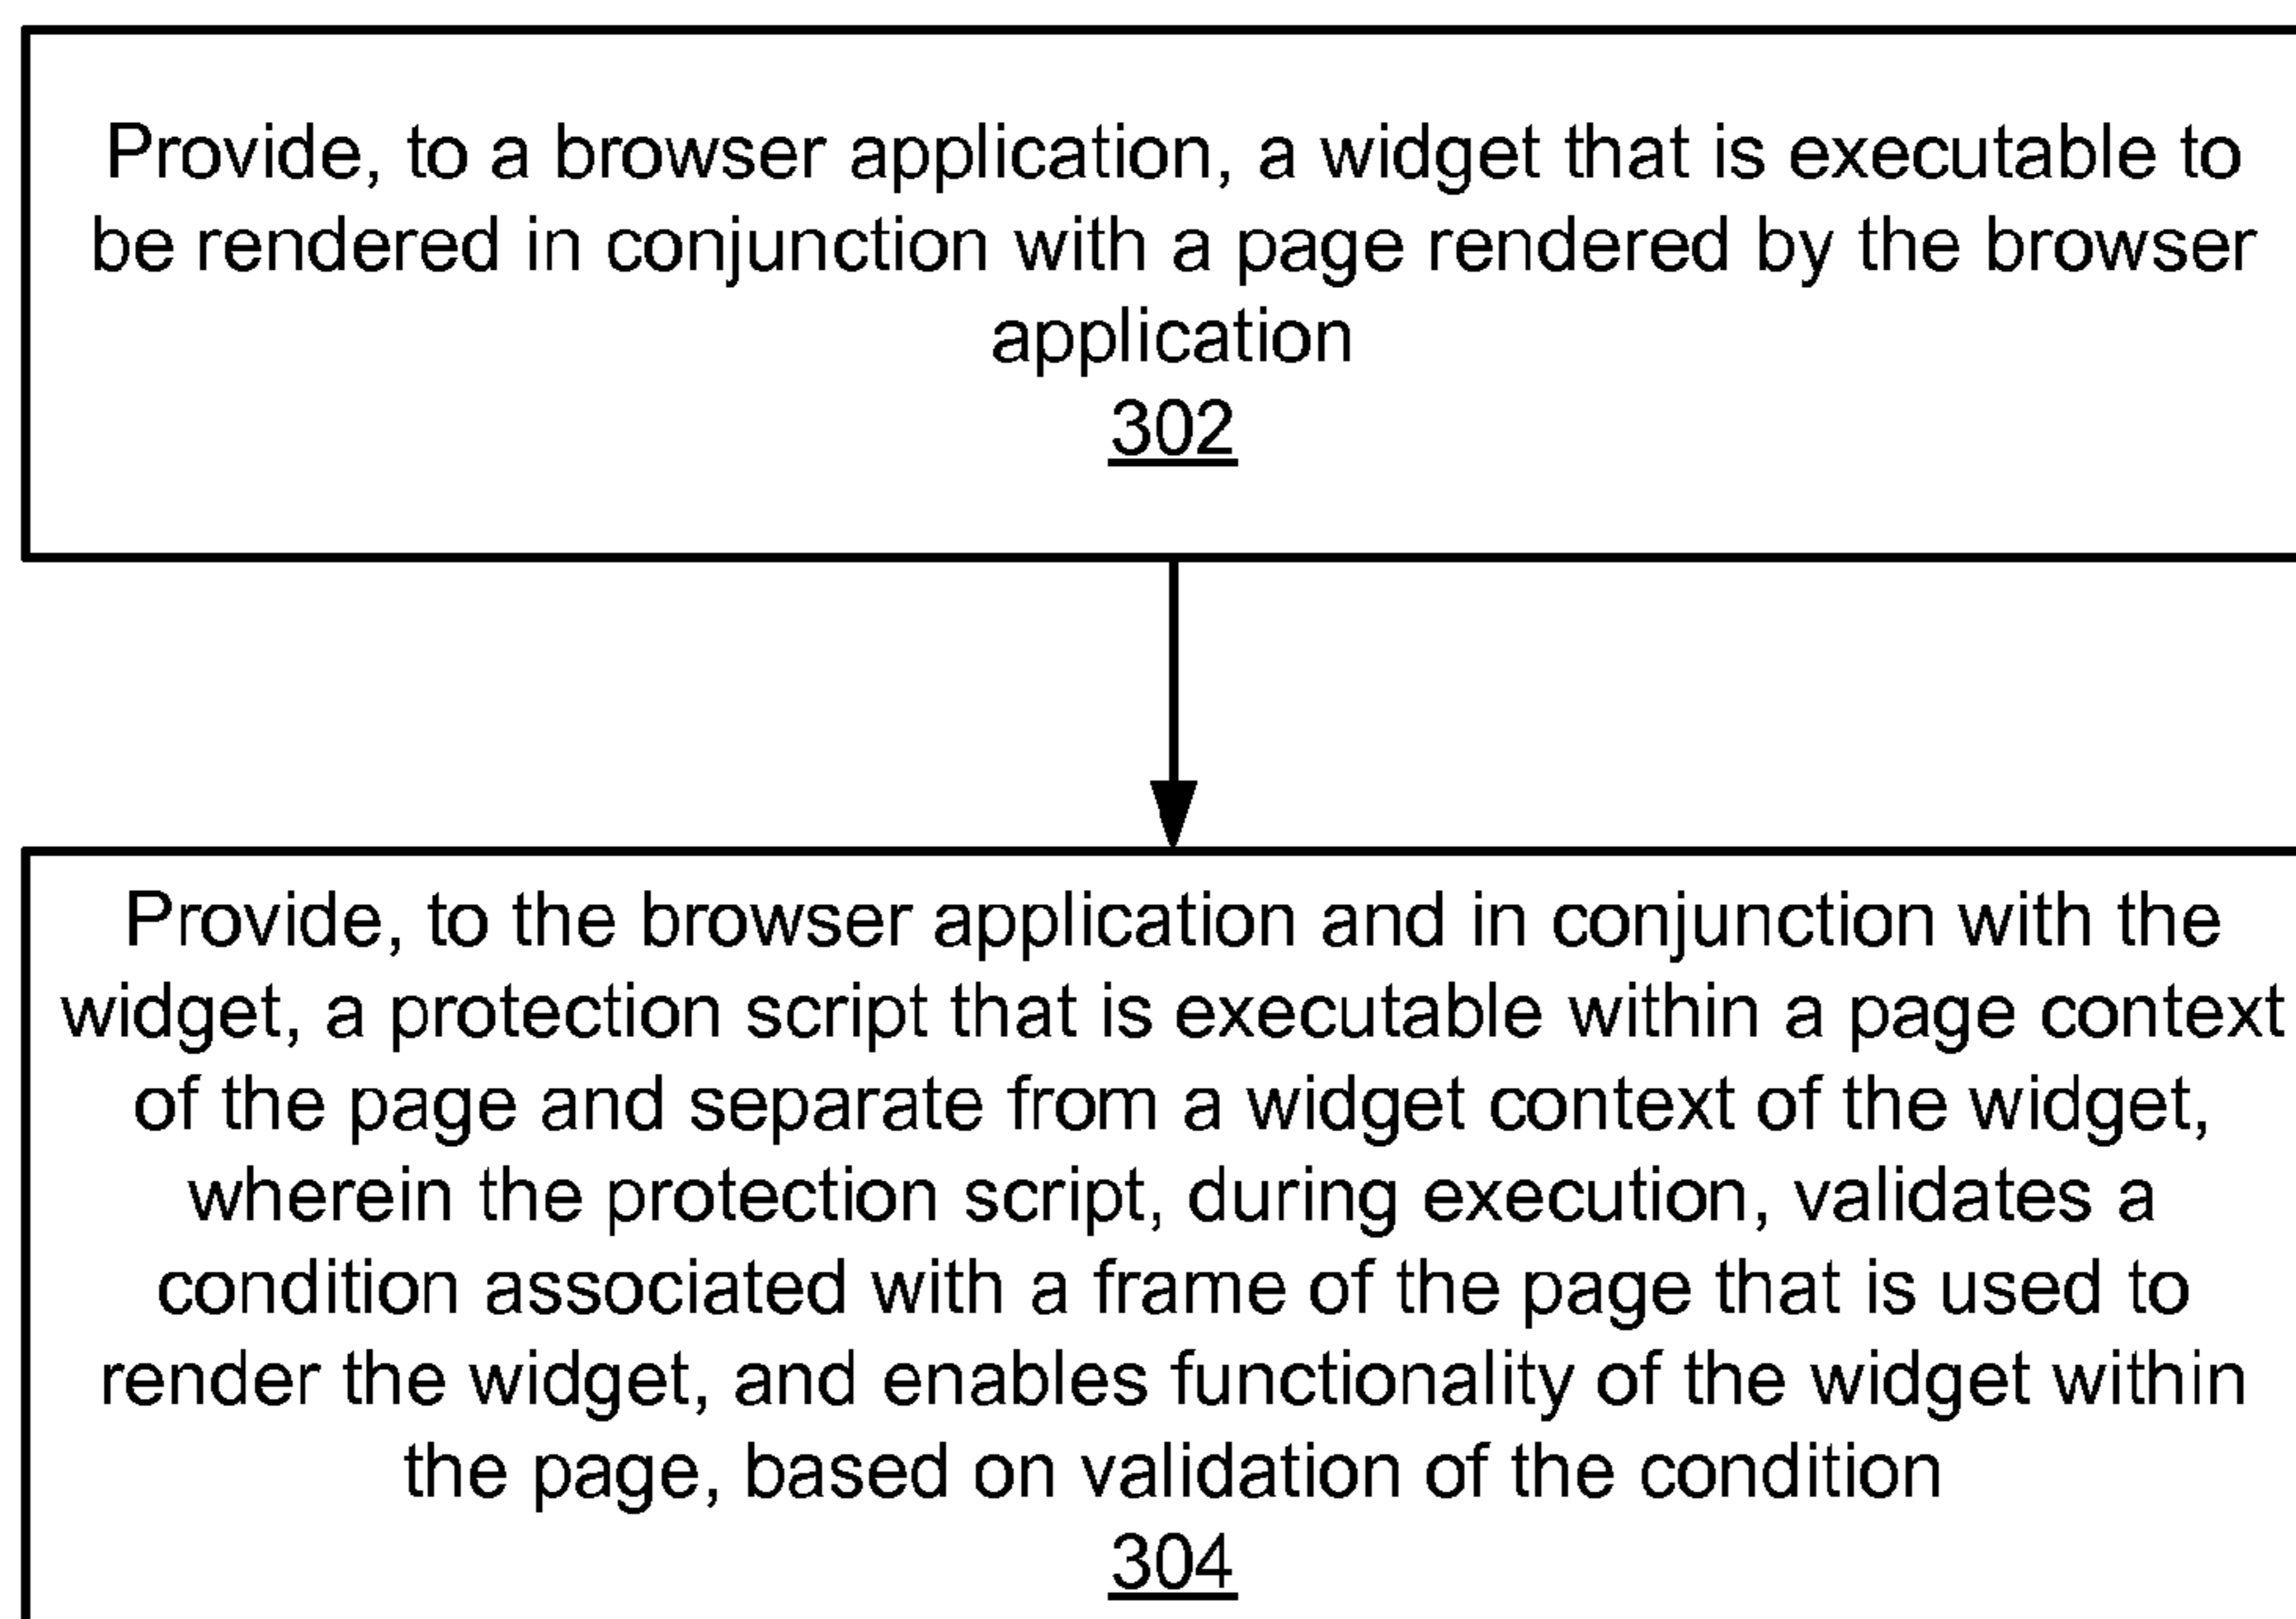 Provide, to a browser application, a widget that is executable to
be rendered in conjunction with a page rendered by the browser
application
302
Provide, to the browser application and in conjunction with the
widget, a protection script that is executable within a page context
of the page and separate from a widget context of the widget,
wherein the protection script, during execution, validates a
condition associated with a frame of the page that is used to
render the widget, and enables functionality of the widget within
the page, based on validation of the condition
304